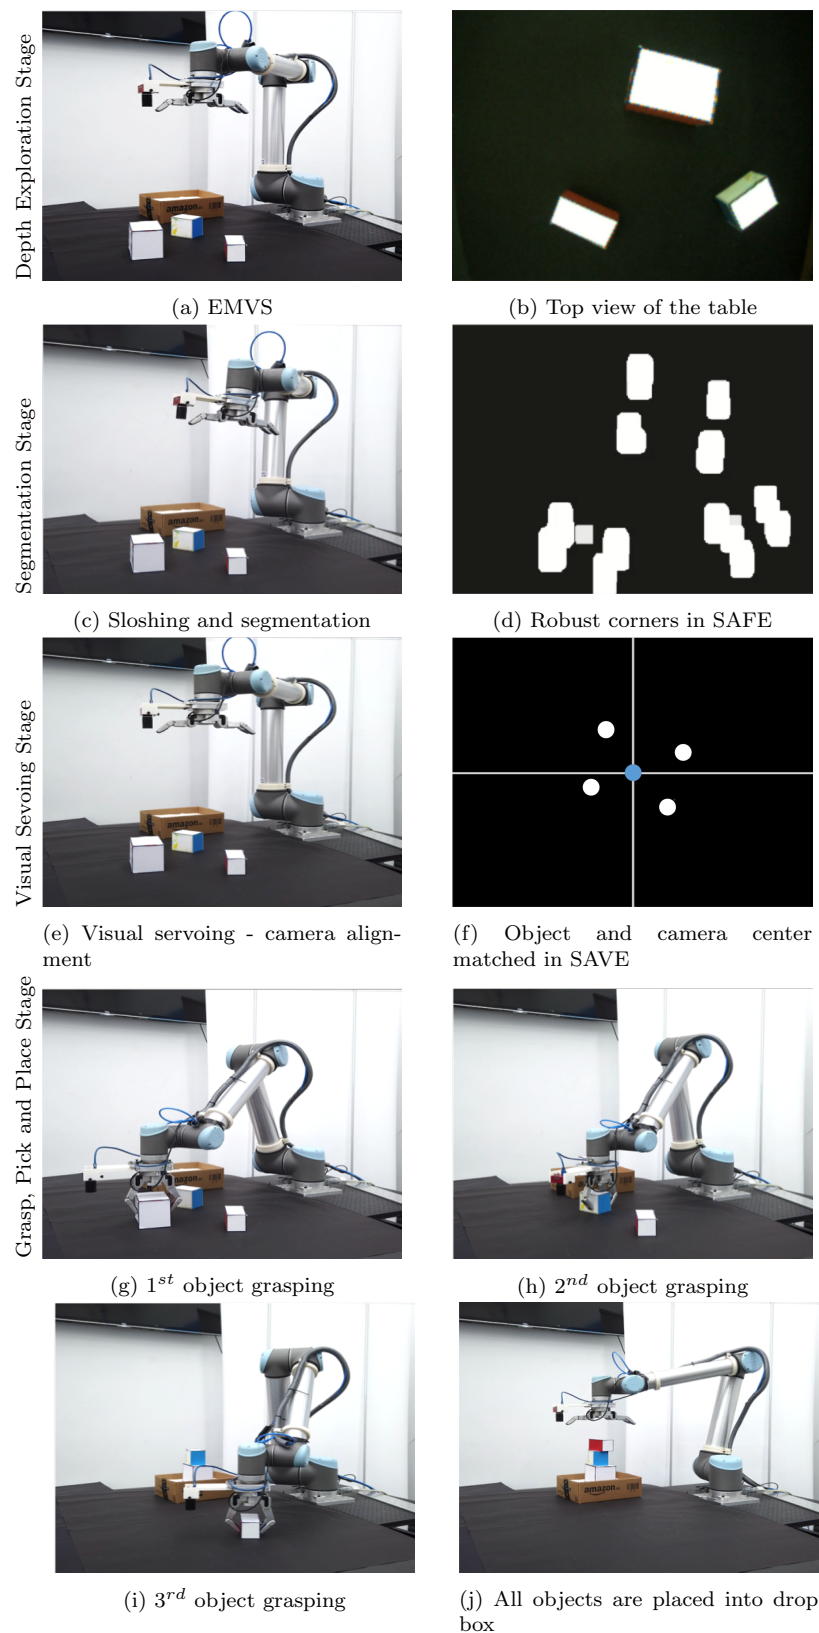 Depth Exploration Stage
amazon
(a) EMVS
(b) Top view of the table
Segmentation Stage
amazon
(c) Sloshing and segmentation
(d) Robust corners in SAFE
Visual Sevoing Stage
amazon
(e) Visual servoing - camera align-
ment
(f) Object and camera center
matched in SAVE
Grasp, Pick and Place Stage
(g) 1st object grasping
(h) 2nd object grasping
amazon
(i) 3rd object grasping
(j) All objects are placed into drop
box